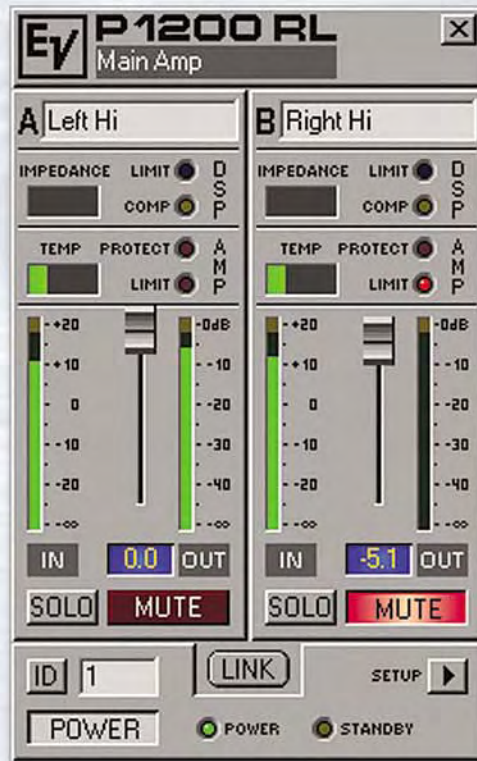 EV P1200 RL
Main Amp
A Left Hi
IMPEDANCE LIMIT DSP
COMP
TEMP PROTECT AMP
LIMIT
+20 0dB
+10 -10
0 -20
-10 -30
-20 -40
-∞ -∞
IN 0.0 OUT
SOLO MUTE
B Right Hi
IMPEDANCE LIMIT DSP
COMP
TEMP PROTECT AMP
LIMIT
+20 0dB
+10 -10
0 -20
-10 -30
-20 -40
-∞ -∞
IN -5.1 OUT
SOLO MUTE
ID 1 LINK SETUP
POWER POWER STANDBY